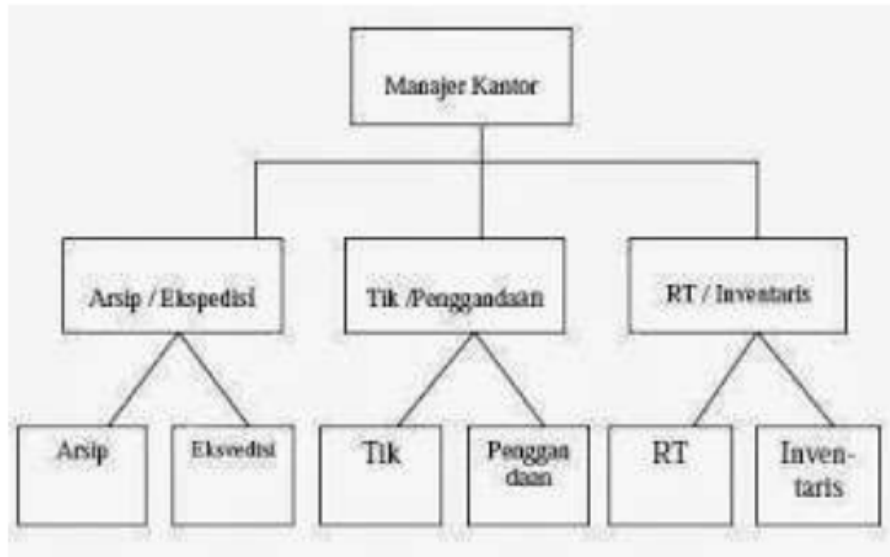 Manajer Kantor
Arsip / Ekspedisi
Tik /Penggandaan
RT / Inventaris
Arsip
Eksvedisi
Tik
Penggan
daan
RT
Inven-
taris